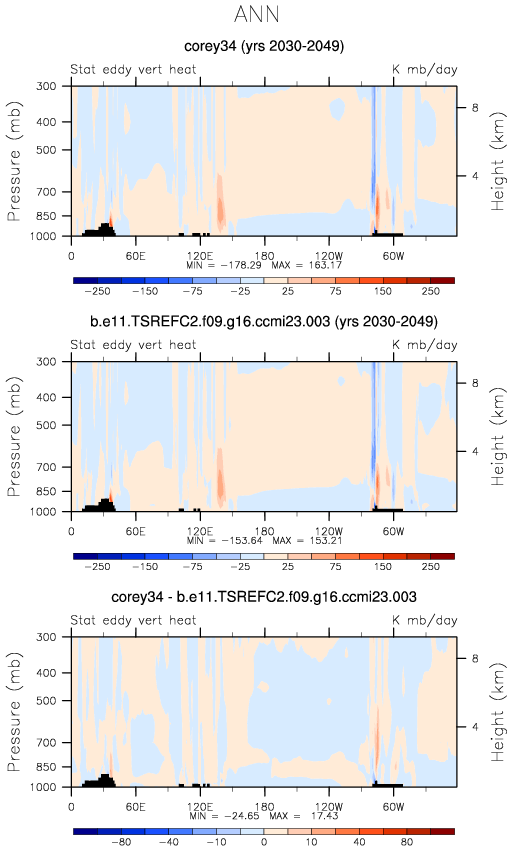 ANN
corey34 (yrs 2030-2049)
Stat eddy vert heat K mb/day
Pressure (mb)
300
400
500
700
850
1000
8
4
Height (km)
0 60E 120E 180 120W 60W
MIN = -178.29 MAX = 163.17
-250 -150 -75 -25 25 75 150 250
b.e11.TSREFC2.f09.g16.ccmi23.003 (yrs 2030-2049)
Stat eddy vert heat K mb/day
Pressure (mb)
300
400
500
700
850
1000
8
4
Height (km)
0 60E 120E 180 120W 60W
MIN = -153.64 MAX = 153.21
-250 -150 -75 -25 25 75 150 250
corey34 - b.e11.TSREFC2.f09.g16.ccmi23.003
Stat eddy vert heat K mb/day
Pressure (mb)
300
400
500
700
850
1000
8
4
Height (km)
0 60E 120E 180 120W 60W
MIN = -24.65 MAX = 17.43
-80 -40 -10 0 10 40 80